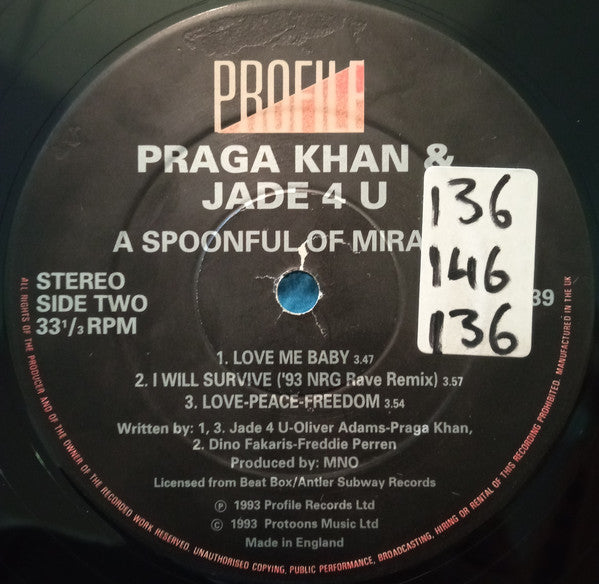 PROFILE
PRAGA KHAN &
JADE 4 U
A SPOONFUL OF MIRA
136
146
136
STEREO
SIDE TWO
33 1/3 RPM
39
1. LOVE ME BABY 3.47
2. I WILL SURVIVE ('93 NRG Rave Remix) 3.57
3. LOVE-PEACE-FREEDOM 3.54
Written by: 1, 3. Jade 4 U-Oliver Adams-Praga Khan,
2. Dino Fakaris-Freddie Perren
Produced by: MNO
Licensed from Beat Box/Antler Subway Records
℗ 1993 Profile Records Ltd
© 1993 Protoons Music Ltd
Made in England
ALL RIGHTS OF THE PRODUCER AND OF THE OWNER OF THE RECORDED WORK RESERVED. UNAUTHORISED COPYING, PUBLIC PERFORMANCE, BROADCASTING, HIRING OR RENTAL OF THIS RECORDING PROHIBITED. MANUFACTURED IN THE UK